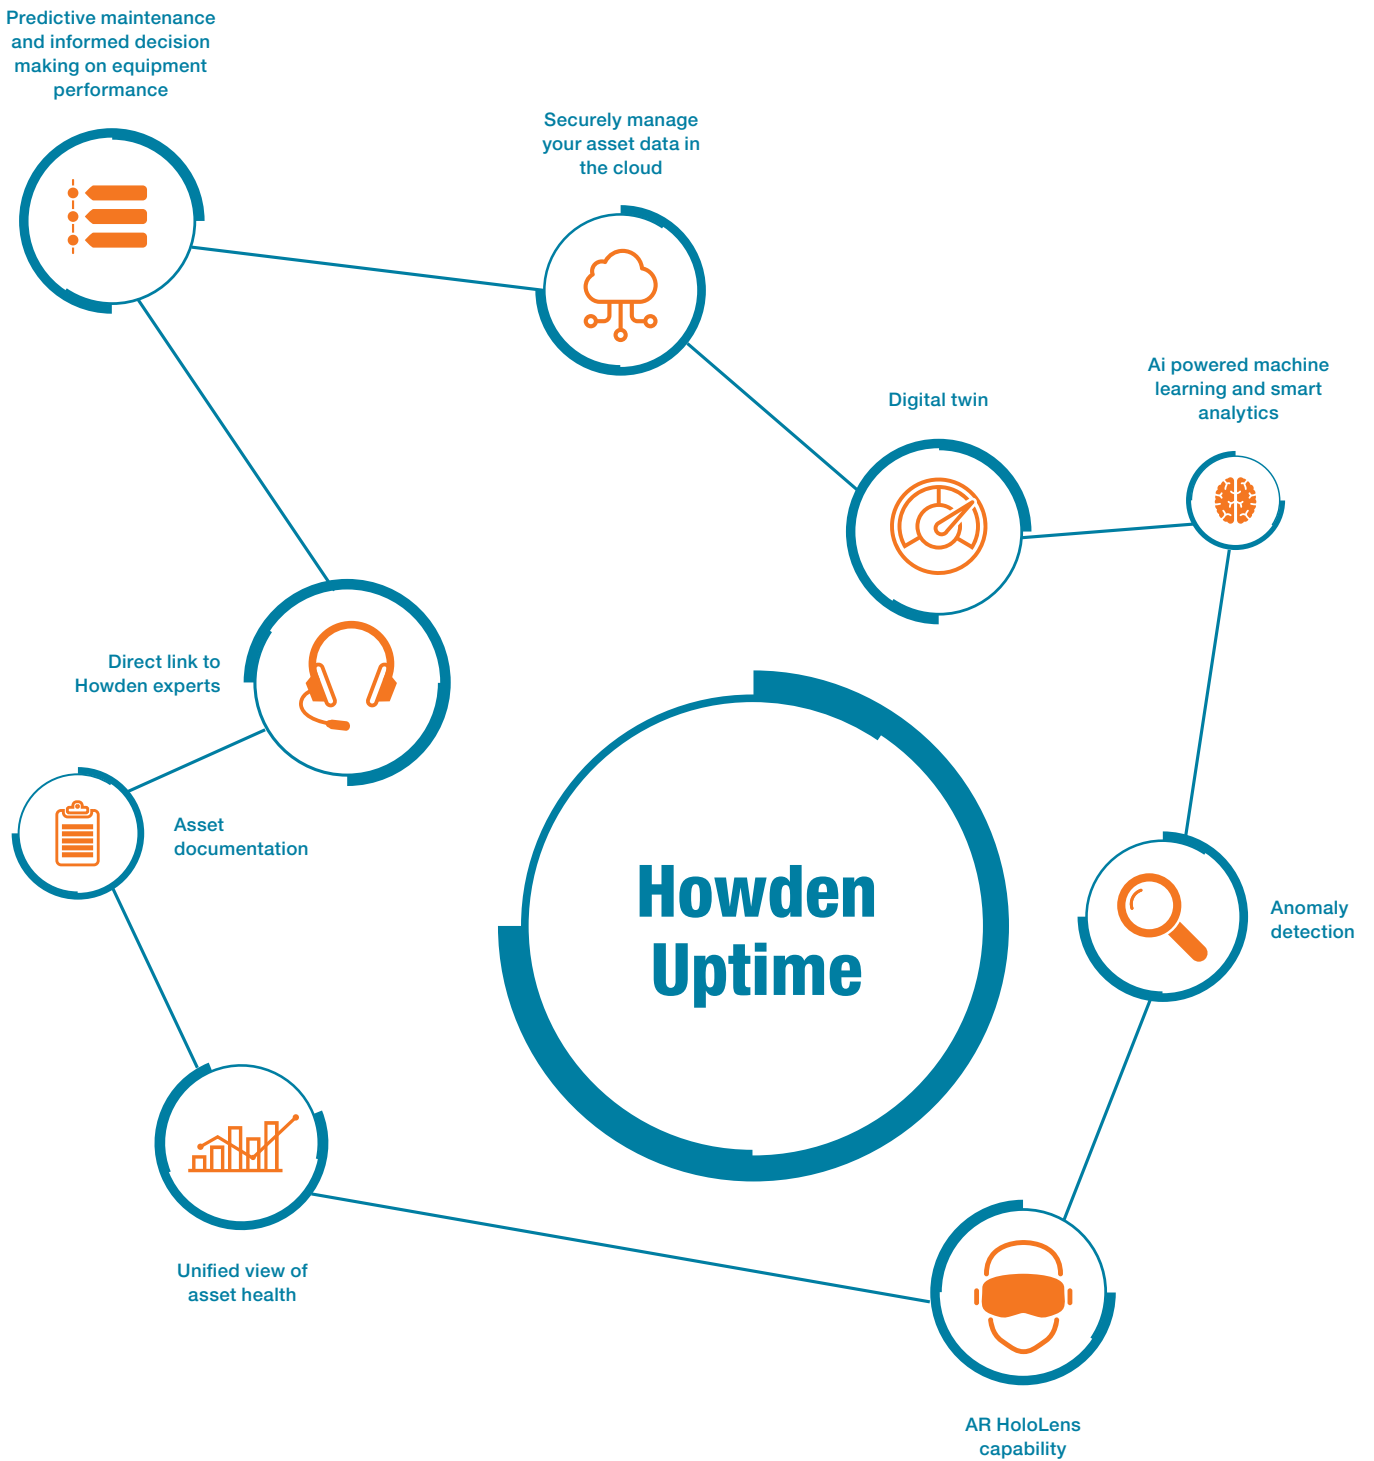 Predictive maintenance
and informed decision
making on equipment
performance
Securely manage
your asset data in
the cloud
Digital twin
Ai powered machine
learning and smart
analytics
Direct link to
Howden experts
Asset
documentation
Howden
Uptime
Anomaly
detection
Unified view of
asset health
AR HoloLens
capability